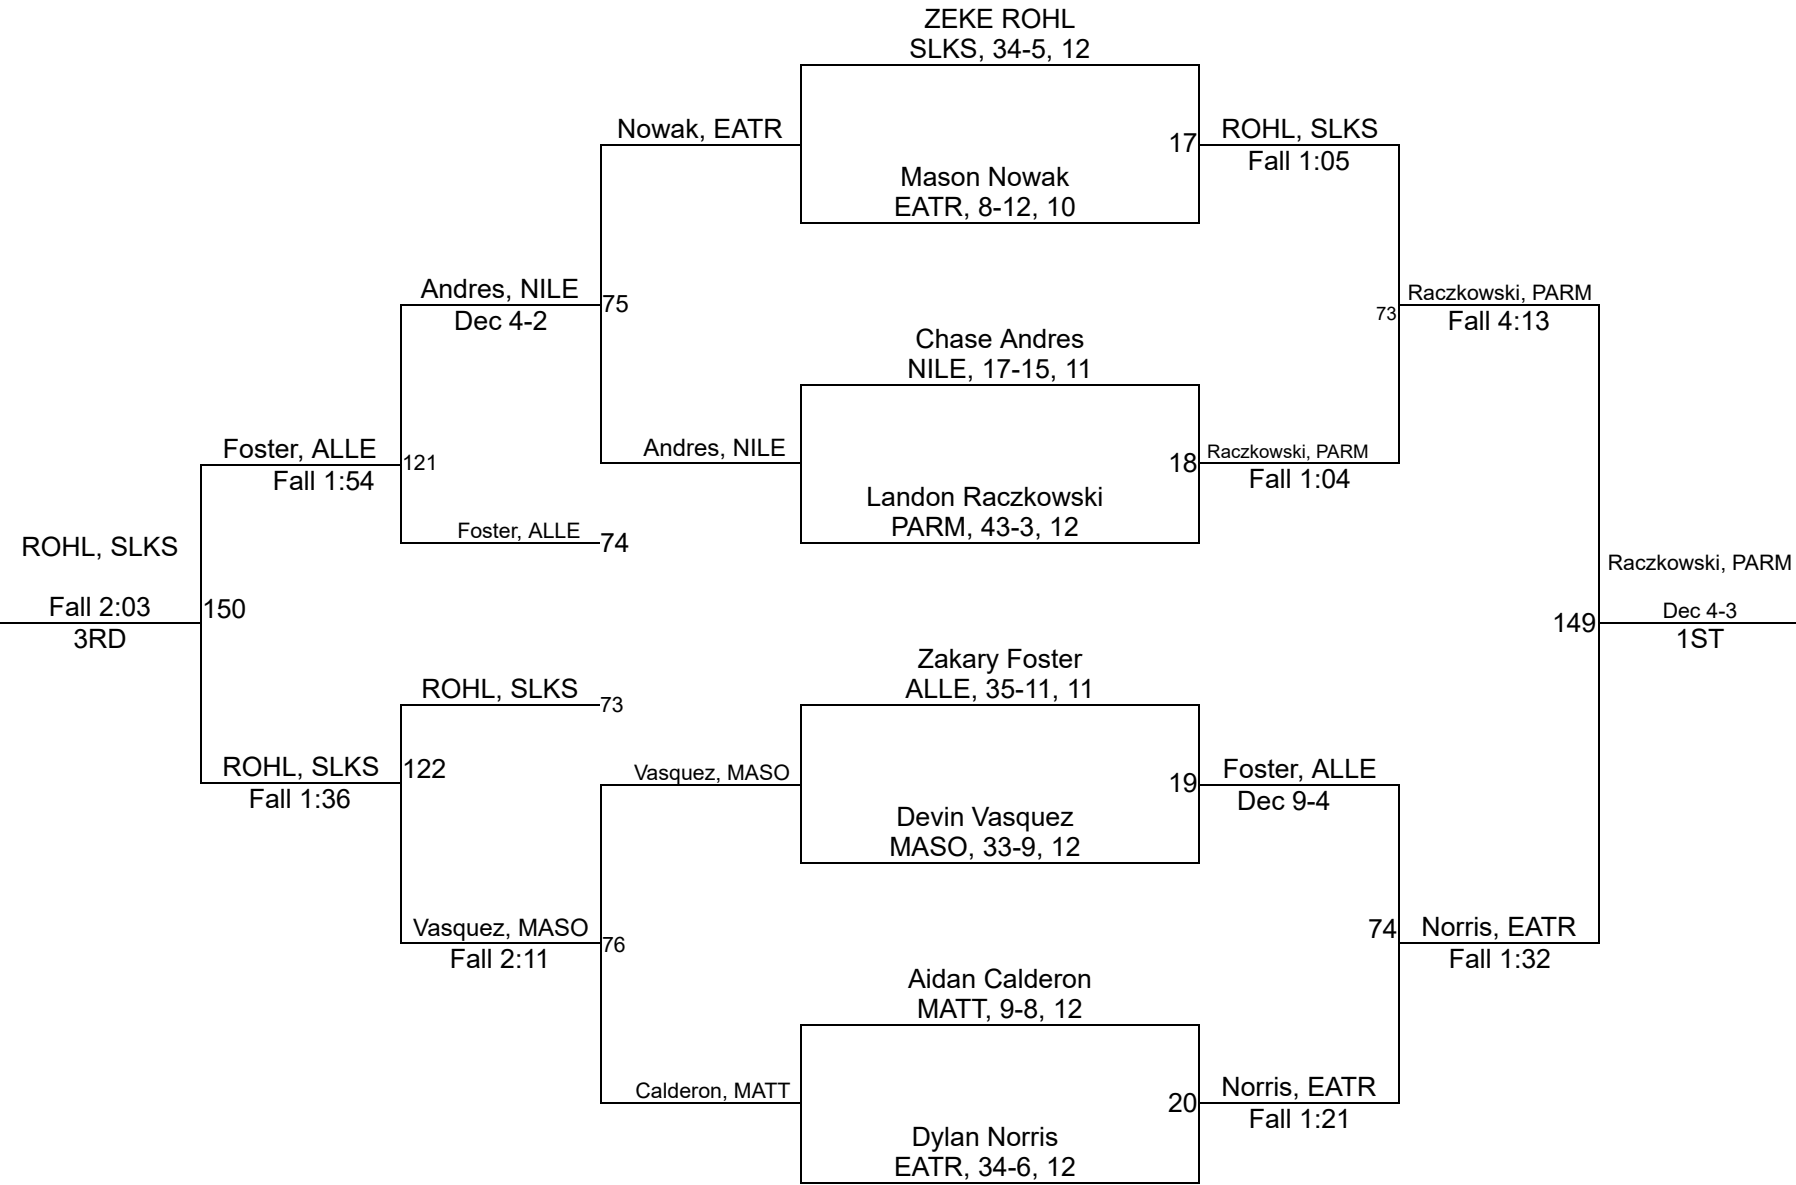 ZEKE ROHL
SLKS, 34-5, 12
Nowak, EATR
17
ROHL, SLKS
Fall 1:05
Mason Nowak
EATR, 8-12, 10
Andres, NILE
Dec 4-2
75
73
Raczkowski, PARM
Fall 4:13
Chase Andres
NILE, 17-15, 11
Foster, ALLE
Fall 1:54
121
Andres, NILE
18
Raczkowski, PARM
Fall 1:04
Landon Raczkowski
PARM, 43-3, 12
Foster, ALLE
74
ROHL, SLKS
Fall 2:03
3RD
150
Raczkowski, PARM
149
Dec 4-3
1ST
Zakary Foster
ALLE, 35-11, 11
ROHL, SLKS
73
ROHL, SLKS
Fall 1:36
122
Vasquez, MASO
19
Foster, ALLE
Dec 9-4
Devin Vasquez
MASO, 33-9, 12
Vasquez, MASO
Fall 2:11
76
74
Norris, EATR
Fall 1:32
Aidan Calderon
MATT, 9-8, 12
Calderon, MATT
20
Norris, EATR
Fall 1:21
Dylan Norris
EATR, 34-6, 12